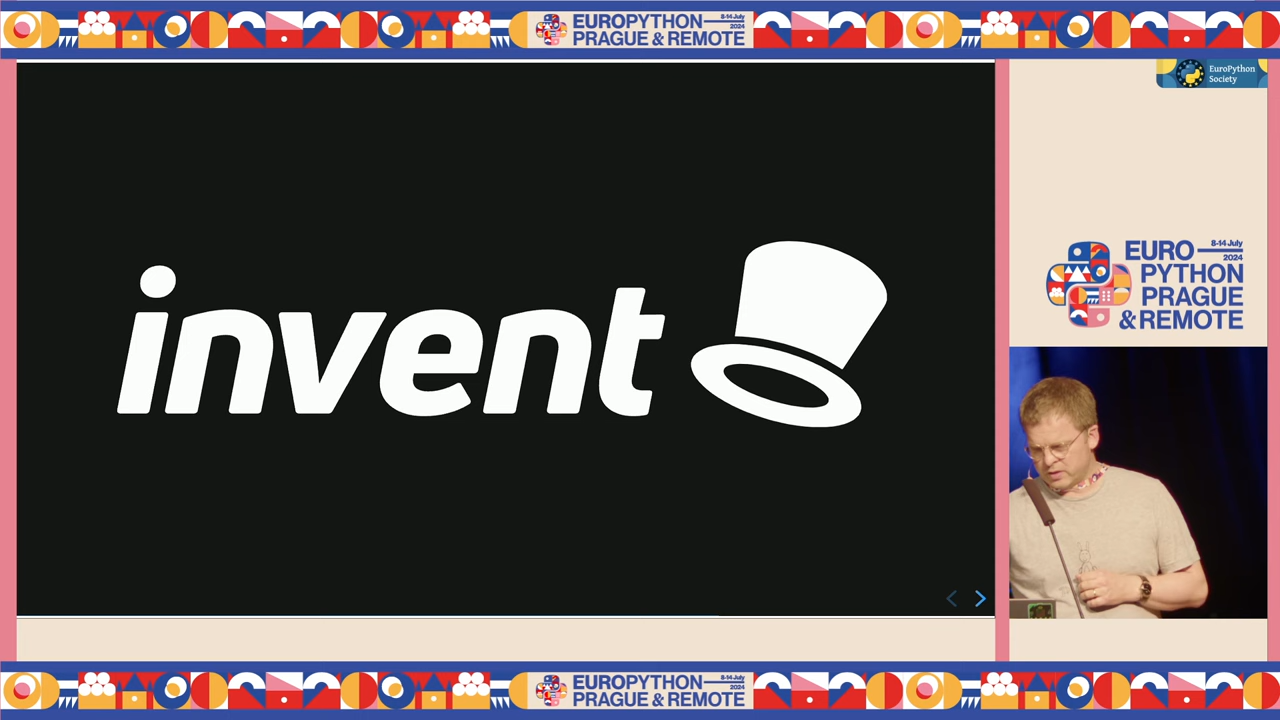 EUROPYTHON
8-14 July
2024
PRAGUE & REMOTE
EuroPython
Society
invent
EURO
8-14 July
2024
PYTHON
PRAGUE
& REMOTE
EUROPYTHON
8-14 July
2024
PRAGUE & REMOTE